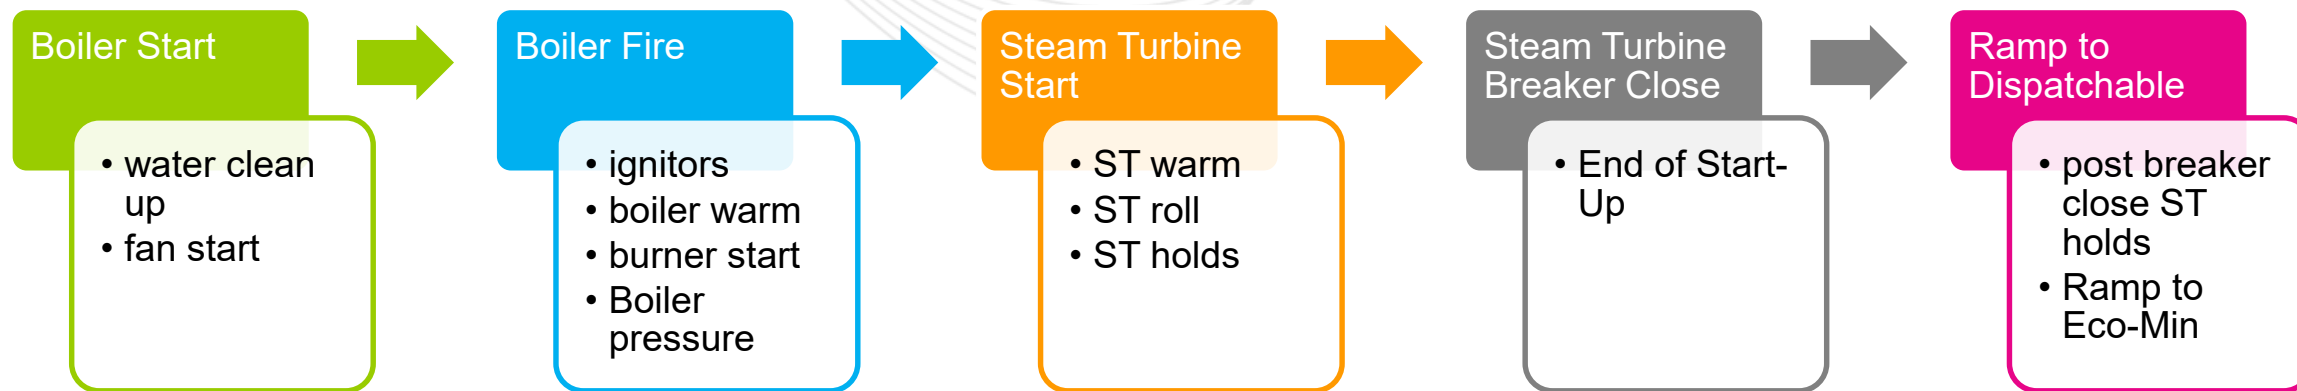 Boiler Start
• water clean
up
• fan start
Boiler Fire
• ignitors
• boiler warm
• burner start
• Boiler
pressure
Steam Turbine
Start
• ST warm
• ST roll
• ST holds
Steam Turbine
Breaker Close
• End of Start-
Up
Ramp to
Dispatchable
• post breaker
close ST
holds
• Ramp to
Eco-Min